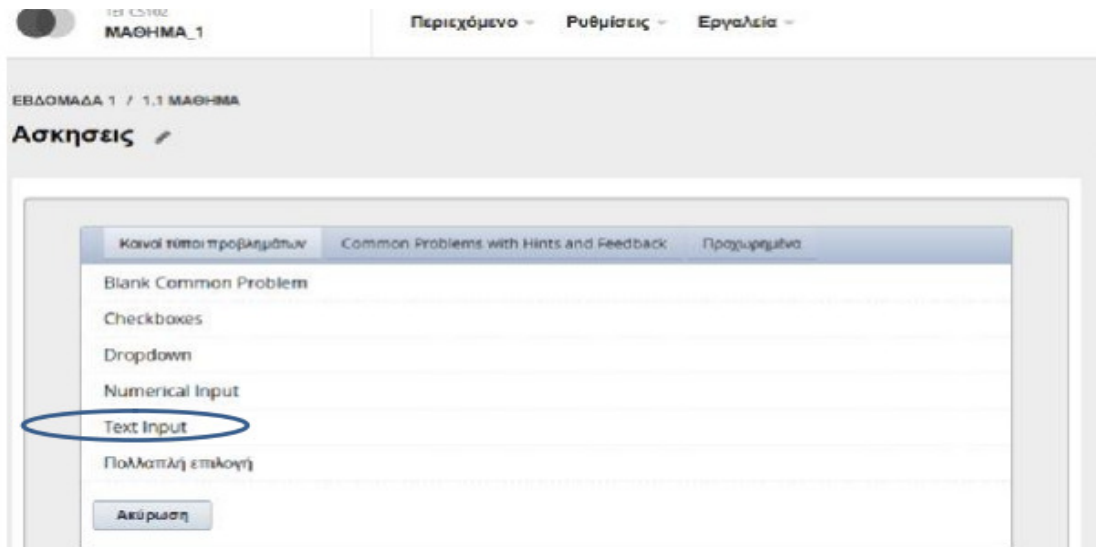 ΜΑΘΗΜΑ_1
Περιεχόμενο Ρυθμίσεις Εργαλεία
ΕΒΔΟΜΑΔΑ 1 / 1.1 ΜΑΘΗΜΑ
Ασκησεις
Κοινοί τύποι προβλημάτων Common Problems with Hints and Feedback Προχωρημένα
Blank Common Problem
Checkboxes
Dropdown
Numerical Input
Text Input
Πολλαπλή επιλογή
Ακύρωση